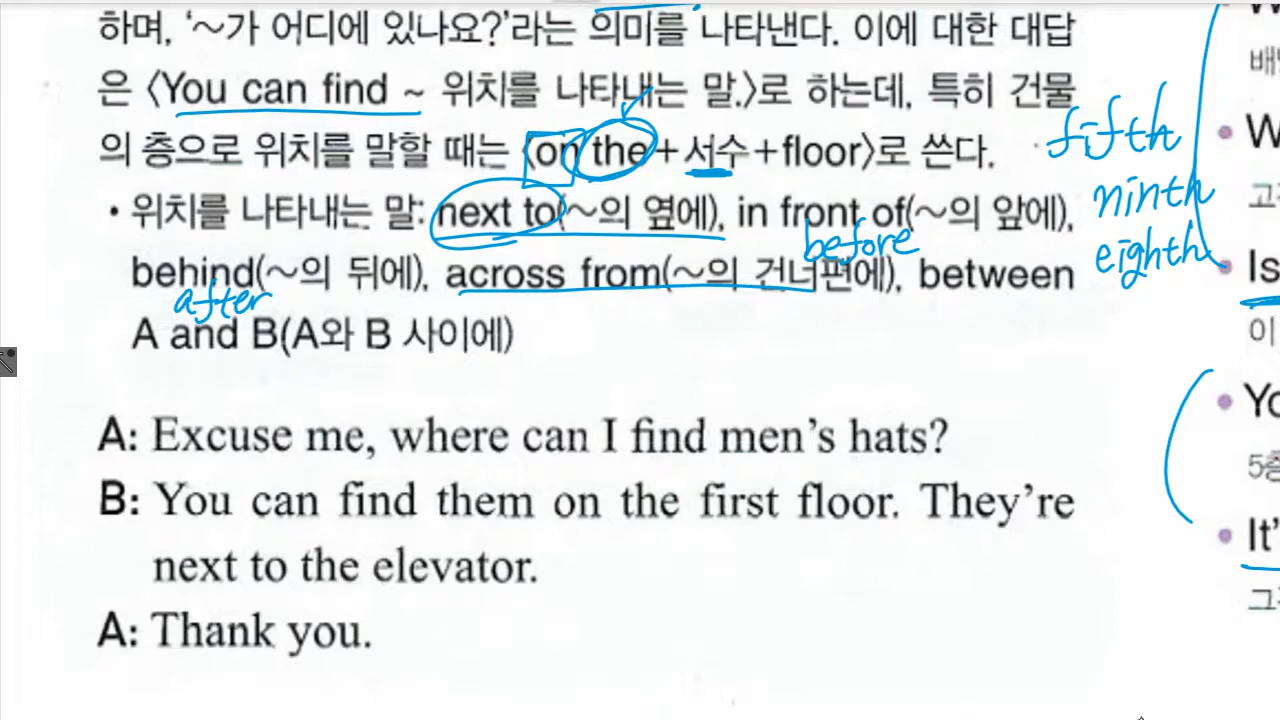 하며, ‘~가 어디에 있나요?’라는 의미를 나타낸다. 이에 대한 대답
은 〈You can find ~ 위치를 나타내는 말.〉로 하는데, 특히 건물
의 층으로 위치를 말할 때는 〈on the+서수+floor〉로 쓴다.
fifth
• 위치를 나타내는 말: next to(~의 옆에), in front of(~의 앞에),
ninth
before
eighth
behind(~의 뒤에), across from(~의 건너편에), between
after
A and B(A와 B 사이에)
A: Excuse me, where can I find men’s hats?
B: You can find them on the first floor. They’re
next to the elevator.
A: Thank you.
• W
고
• Is
이
• Yo
5층
• It’